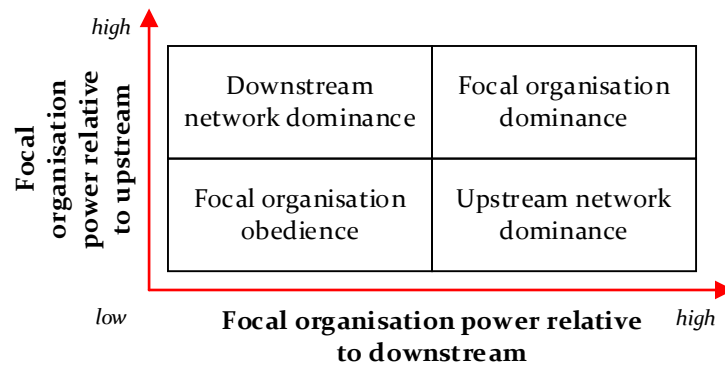 high
Focal
organisation
power relative
to upstream
Downstream
network dominance
Focal organisation
dominance
Focal organisation
obedience
Upstream network
dominance
low
Focal organisation power relative
to downstream
high